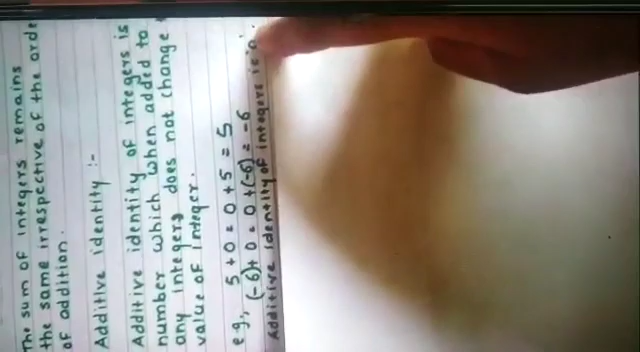 The sum of integers remains
the same irrespective of the orde
of addition.
Additive identity :-
Additive identity of integers is
number which when added to
any integers does not change
value of integer.
e.g., 5 + 0 = 0 + 5 = 5
(-6) + 0 = 0 + (-6) = -6
Additive identity of integers is '0'.